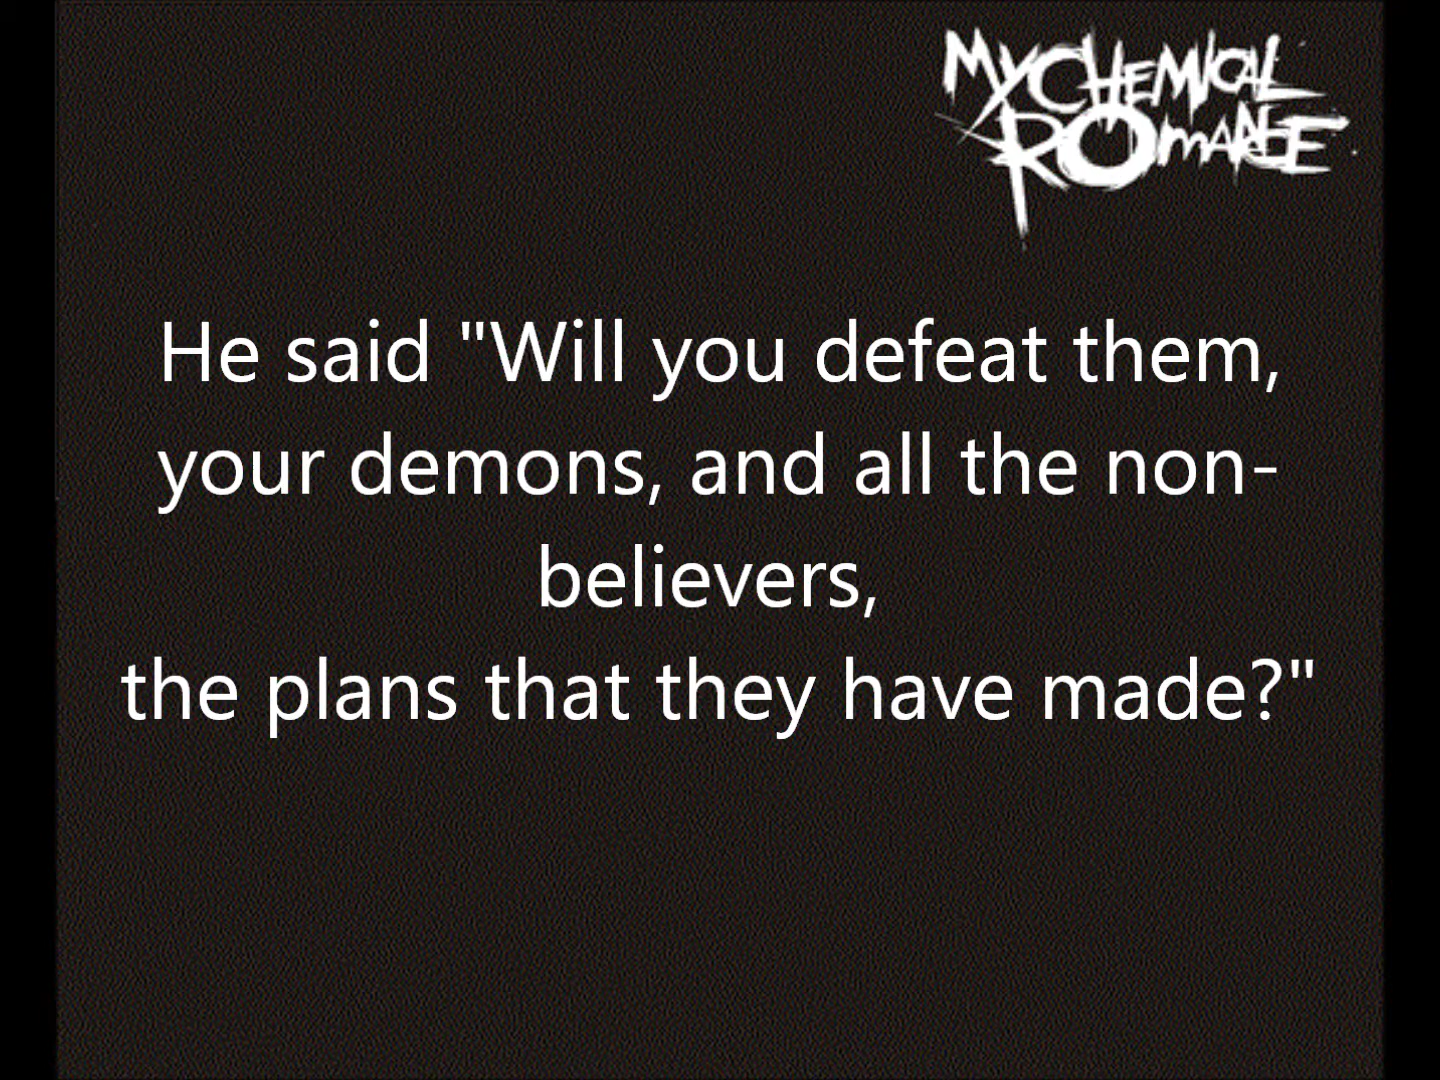 MY CHEMICAL
ROMANCE
He said "Will you defeat them,
your demons, and all the non-
believers,
the plans that they have made?"